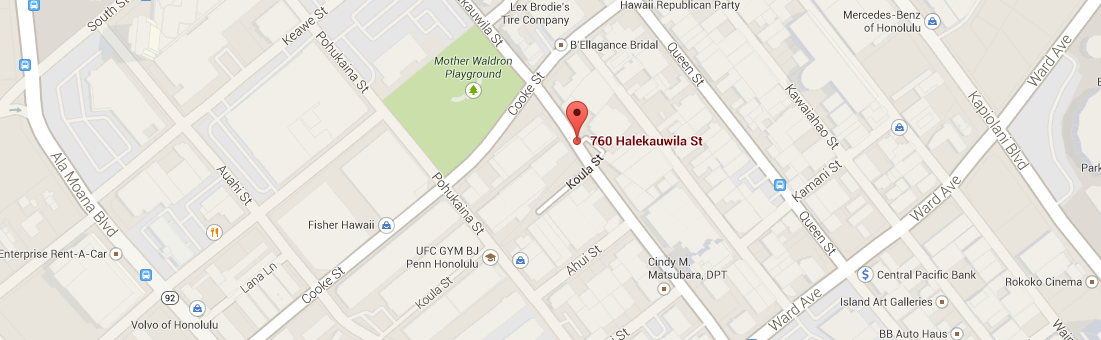 South St
Keawe St
Pohukaina St
kauwila St
Lex Brodie's
Tire Company
Hawaii Republican Party
B'Ellagance Bridal
Mercedes-Benz
of Honolulu
Ward Ave
Mother Waldron
Playground
Cooke St
Queen St
Kawaiahao St
Kapiolani Blvd
760 Halekauwila St
Koula St
Kamani St
Park
Ala Moana Blvd
Auahi St
Pohukaina St
Ward Ave
Queen St
Fisher Hawaii
Enterprise Rent-A-Car
UFC GYM BJ
Penn Honolulu
Ahui St
Lana Ln
Cooke St
Koula St
Cindy M.
Matsubara, DPT
Central Pacific Bank
Rokoko Cinema
92
Island Art Galleries
Ward Ave
Volvo of Honolulu
BB Auto Haus
St